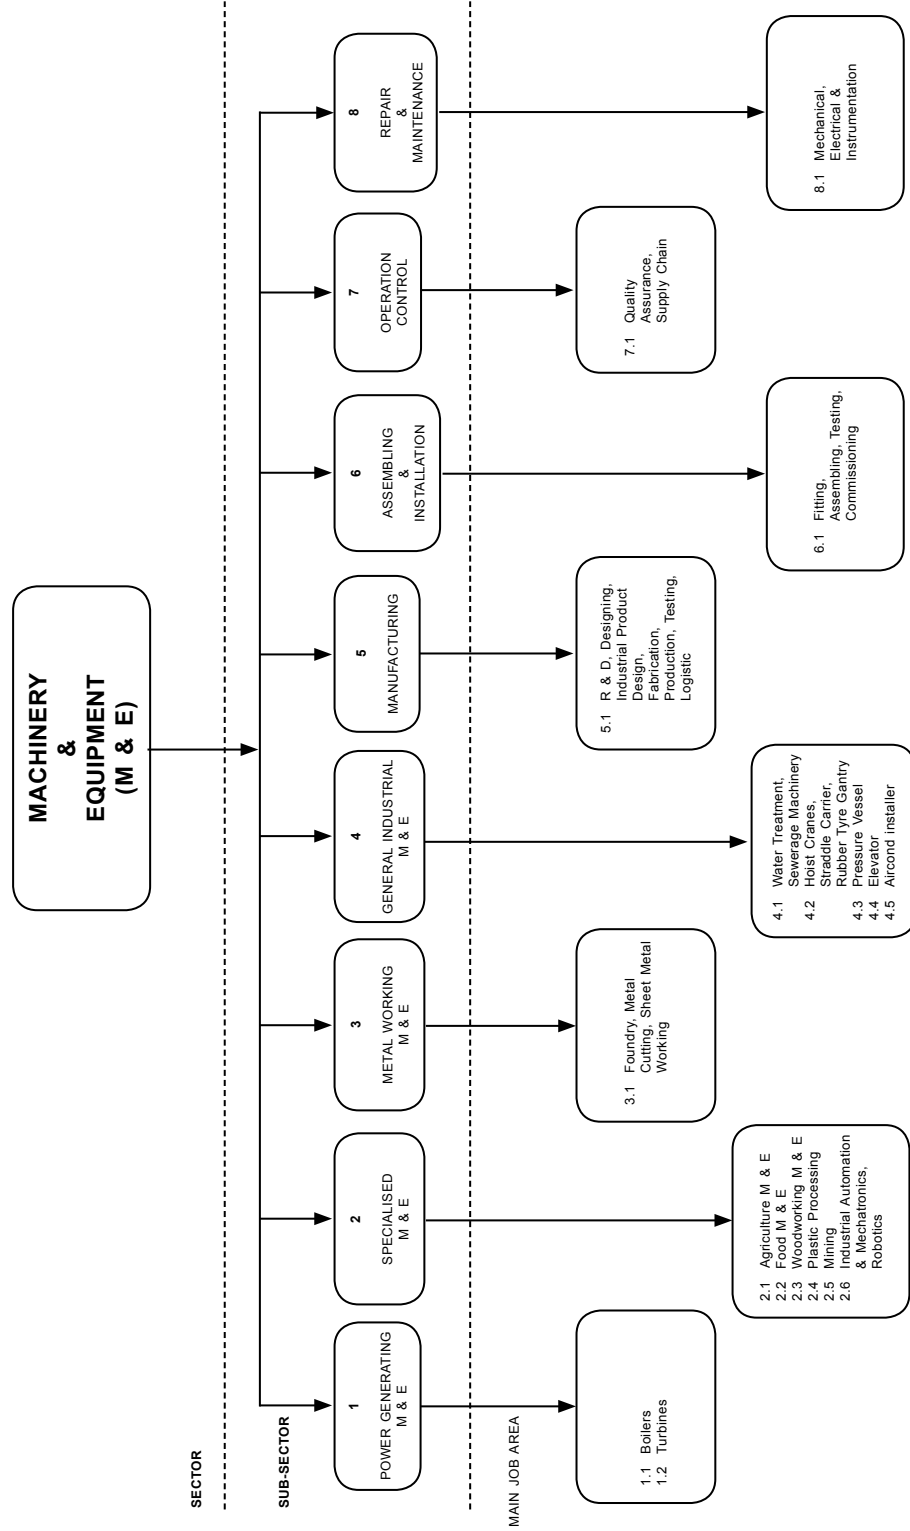 MACHINERY
&
EQUIPMENT
(M & E)
SECTOR
SUB-SECTOR
1
POWER GENERATING
M & E
2
SPECIALISED
M & E
3
METAL WORKING
M & E
4
GENERAL INDUSTRIAL
M & E
5
MANUFACTURING
6
ASSEMBLING
&
INSTALLATION
7
OPERATION
CONTROL
8
REPAIR
&
MAINTENANCE
MAIN JOB AREA
1.1 Boilers
1.2 Turbines
2.1 Agriculture M & E
2.2 Food M & E
2.3 Woodworking M & E
2.4 Plastic Processing
2.5 Mining
2.6 Industrial Automation
& Mechatronics,
Robotics
3.1 Foundry, Metal
Cutting, Sheet Metal
Working
4.1 Water Treatment,
Sewerage Machinery
4.2 Hoist Cranes,
Straddle Carrier,
Rubber Tyre Gantry
4.3 Pressure Vessel
4.4 Elevator
4.5 Aircond installer
5.1 R & D, Designing,
Industrial Product
Design,
Fabrication,
Production, Testing,
Logistic
6.1 Fitting,
Assembling, Testing,
Commissioning
7.1 Quality
Assurance,
Supply Chain
8.1 Mechanical,
Electrical &
Instrumentation